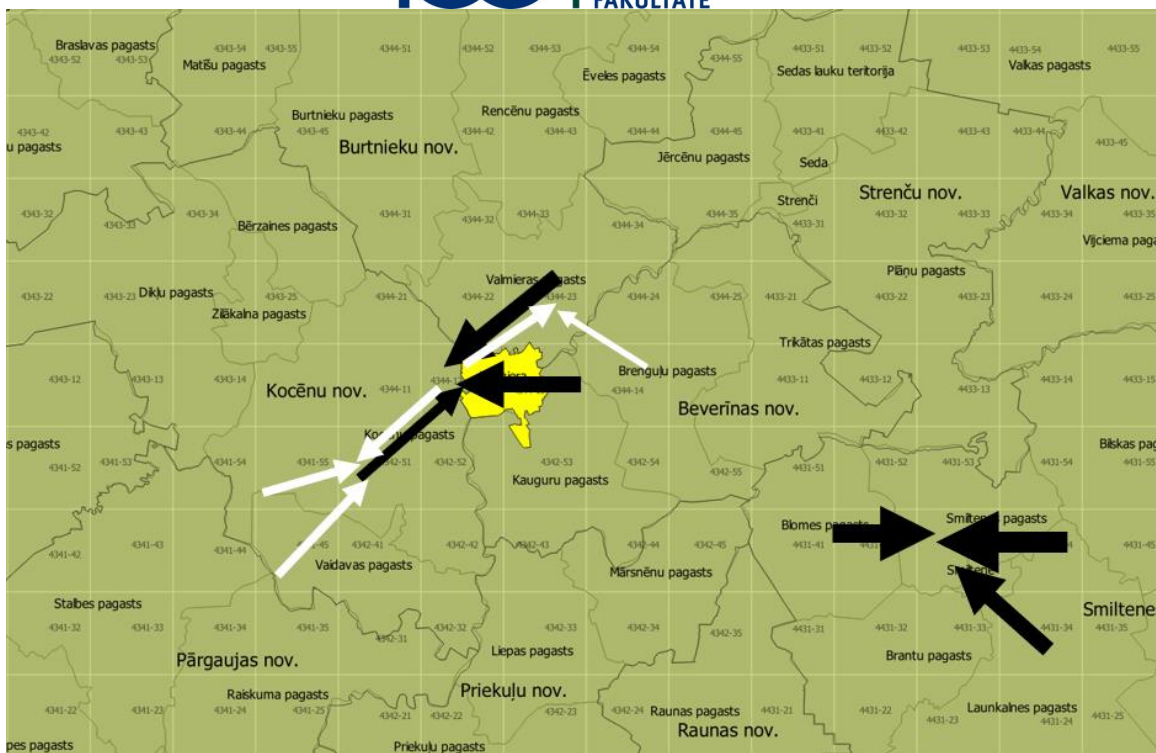 FAKULTĀTE
Braslavas pagasts
4343-52
4343-53
4343-54
4343-55
Matīšu pagasts
4344-51
4344-52
4344-53
4344-54
4344-55
Ēveles pagasts
4433-51
4433-52
Sedas lauku teritorija
4433-53
4433-54
Valkas pagasts
4433-55
Burtnieku pagasts
Rencēnu pagasts
4343-42
u pagasts
4343-43
4343-44
4343-45
Burtnieku nov.
4344-42
4344-43
4344-44
4344-45
4433-41
4433-42
4433-43
4433-44
4433-45
Jērcēnu pagasts
Seda
Strenči
Strenču nov.
Valkas nov.
4343-32
4343-33
4343-34
Bērzaines pagasts
4344-31
4344-32
4344-33
4344-34
4344-35
4433-31
4433-32
4433-33
4433-34
4433-35
Vijciema paga
Plāņu pagasts
Valmieras pagasts
4343-22
4343-23
Dikļu pagasts
4343-25
Zilākalna pagasts
4344-21
4344-22
4344-23
4344-24
4344-25
4433-21
4433-22
4433-23
4433-24
4433-25
Trikātas pagasts
4343-12
4343-13
4343-14
Kocēnu nov.
4344-11
Brenguļu pagasts
4344-14
Beverīnas nov.
4433-11
4433-12
4433-13
4433-14
4433-15
s pagasts
pagasts
Bilskas pag
4341-52
4341-53
4341-54
4341-55
4342-51
4342-52
4342-53
4342-54
4342-55
4431-51
4431-52
4431-53
4431-54
4431-55
Kauguru pagasts
Blomes pagasts
Smiltenes pagasts
4341-42
4341-43
4341-44
4342-41
4342-42
4342-43
4342-44
4342-45
4431-41
4431-45
Vaidavas pagasts
Mārsnēnu pagasts
Smiltene
Stalbes pagasts
Smiltene
4341-32
4341-33
4341-34
4341-35
4342-31
4342-32
4342-33
4342-34
4342-35
4431-31
4431-32
4431-33
4431-34
4431-35
Pārgaujas nov.
Liepas pagasts
Brantu pagasts
Raiskuma pagasts
Priekuļu nov.
4341-22
4341-23
4341-24
4341-25
4342-21
4342-22
4342-23
4342-24
Raunas pagasts
4431-21
4431-22
4431-23
Launkalnes pagasts
4431-24
4431-25
Raunas nov.
pes pagasts
Priekuļu pagasts